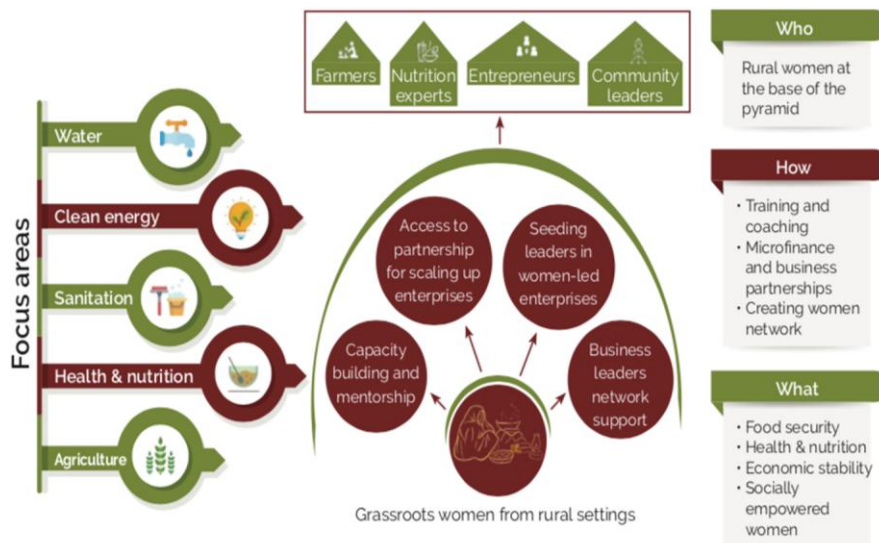 Focus areas
Water
Clean energy
Sanitation
Health & nutrition
Agriculture
Farmers
Nutrition
experts
Entrepreneurs
Community
leaders
Access to
partnership
for scaling up
enterprises
Seeding
leaders in
women-led
enterprises
Capacity
building and
mentorship
Business
leaders
network
support
Grassroots women from rural settings
Who
Rural women at
the base of the
pyramid
How
• Training and
coaching
• Microfinance
and business
partnerships
• Creating women
network
What
• Food security
• Health & nutrition
• Economic stability
• Socially
empowered
women